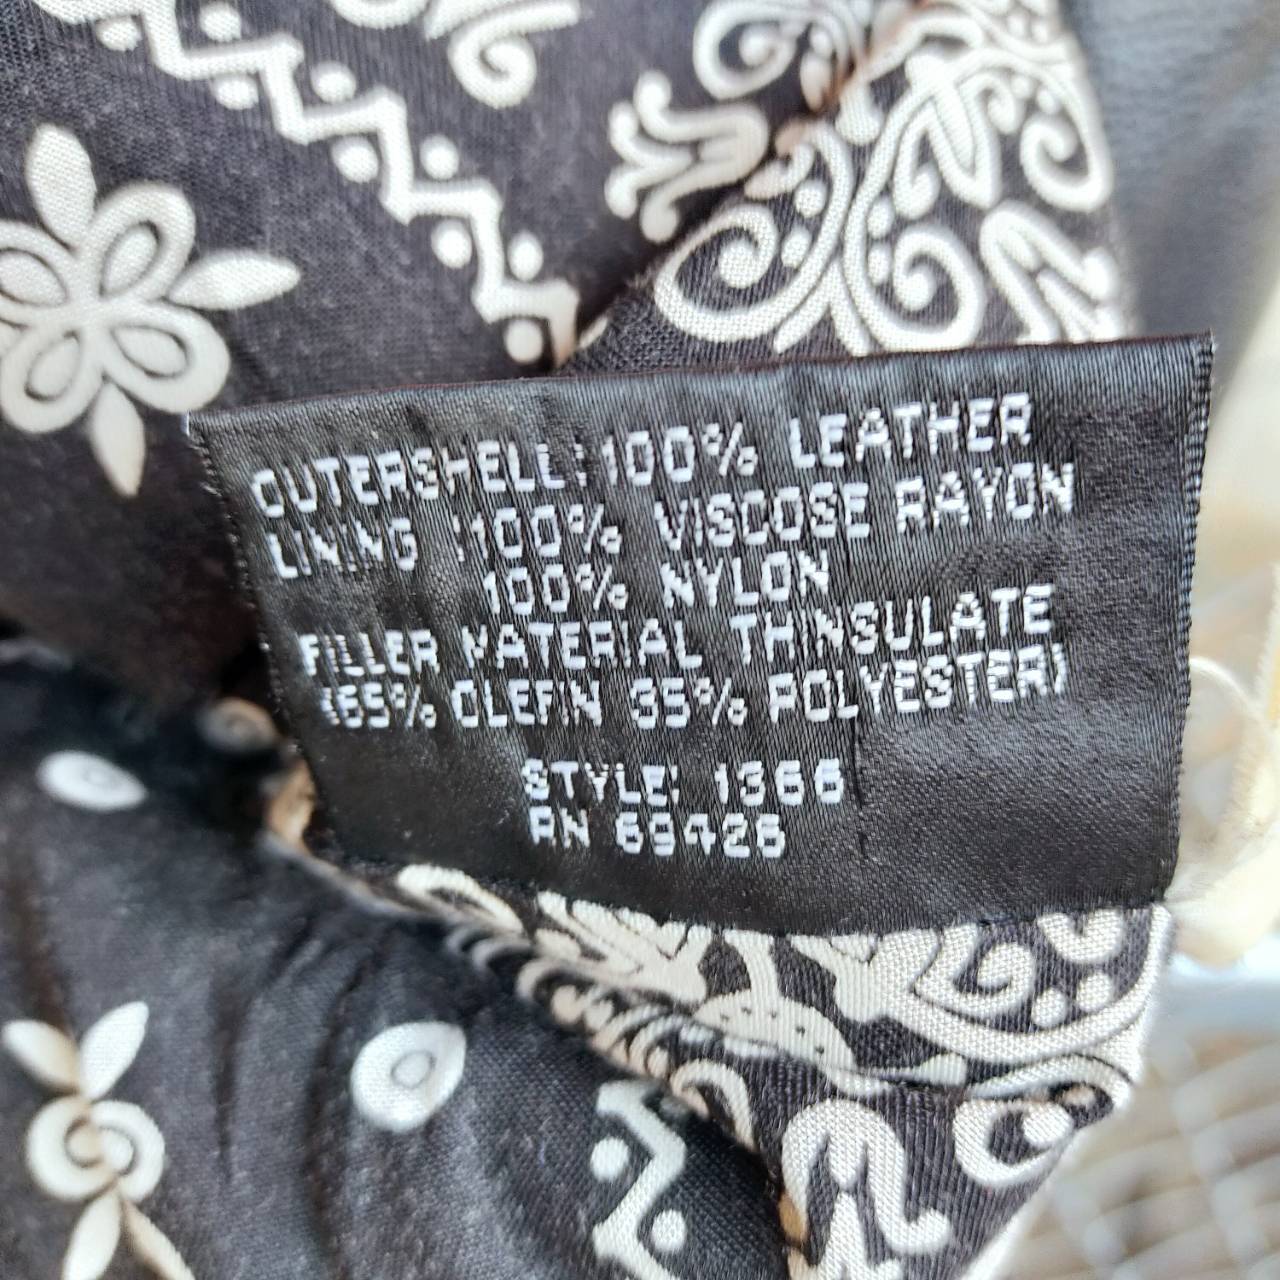 OUTERSHELL:100% LEATHER
LINING :100% VISCOSE RAYON
100% NYLON
FILLER MATERIAL THINSULATE
(65% OLEFIN 35% POLYESTER)
STYLE: 1366
RN 69426